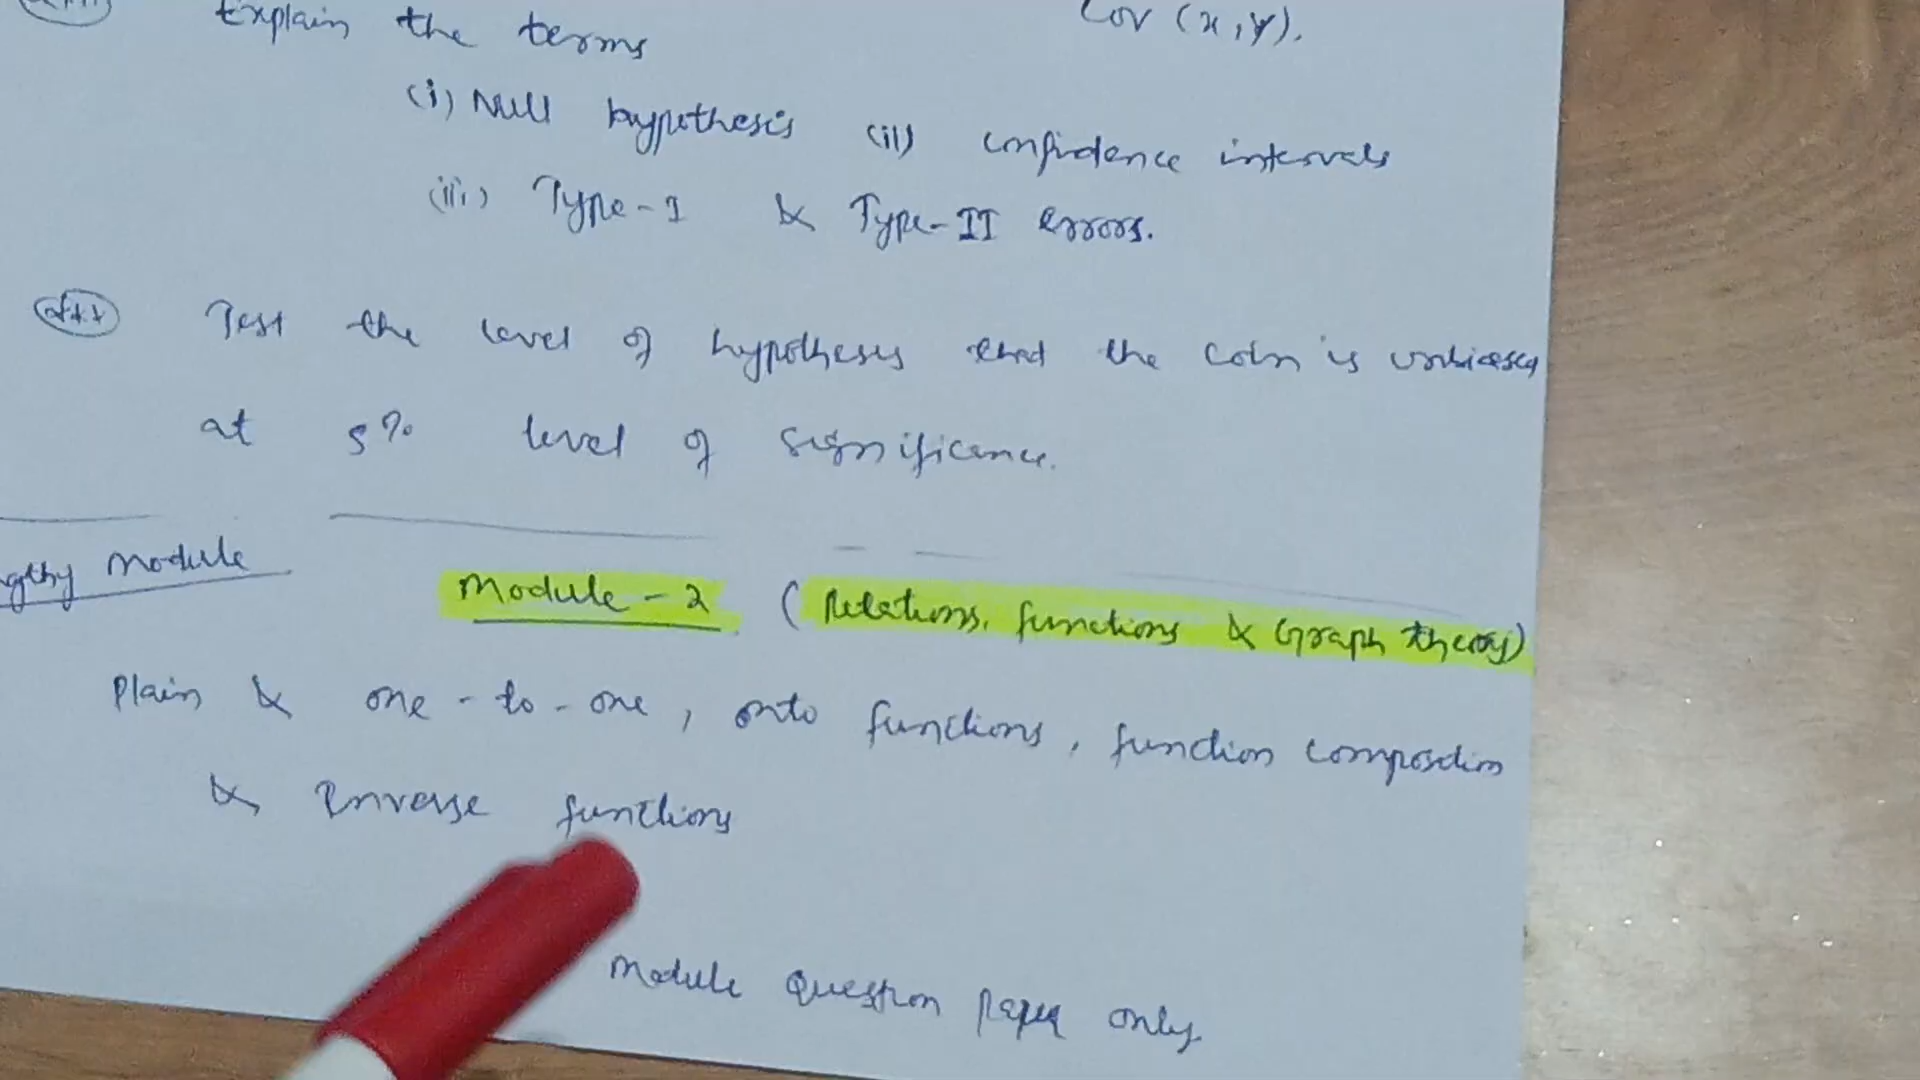 Explain the terms
Cov (x,y).
(i) Null hypothesis (ii) confidence intervals
(iii) Type-I & Type-II errors.
Test the level of hypothesis that the coin is unbiased
at 5% level of significance.
Module
Module - 2 (Relations, functions & Graph theory)
Plain & one-to-one, onto functions, function composition
& Inverse functions
Module Question paper only